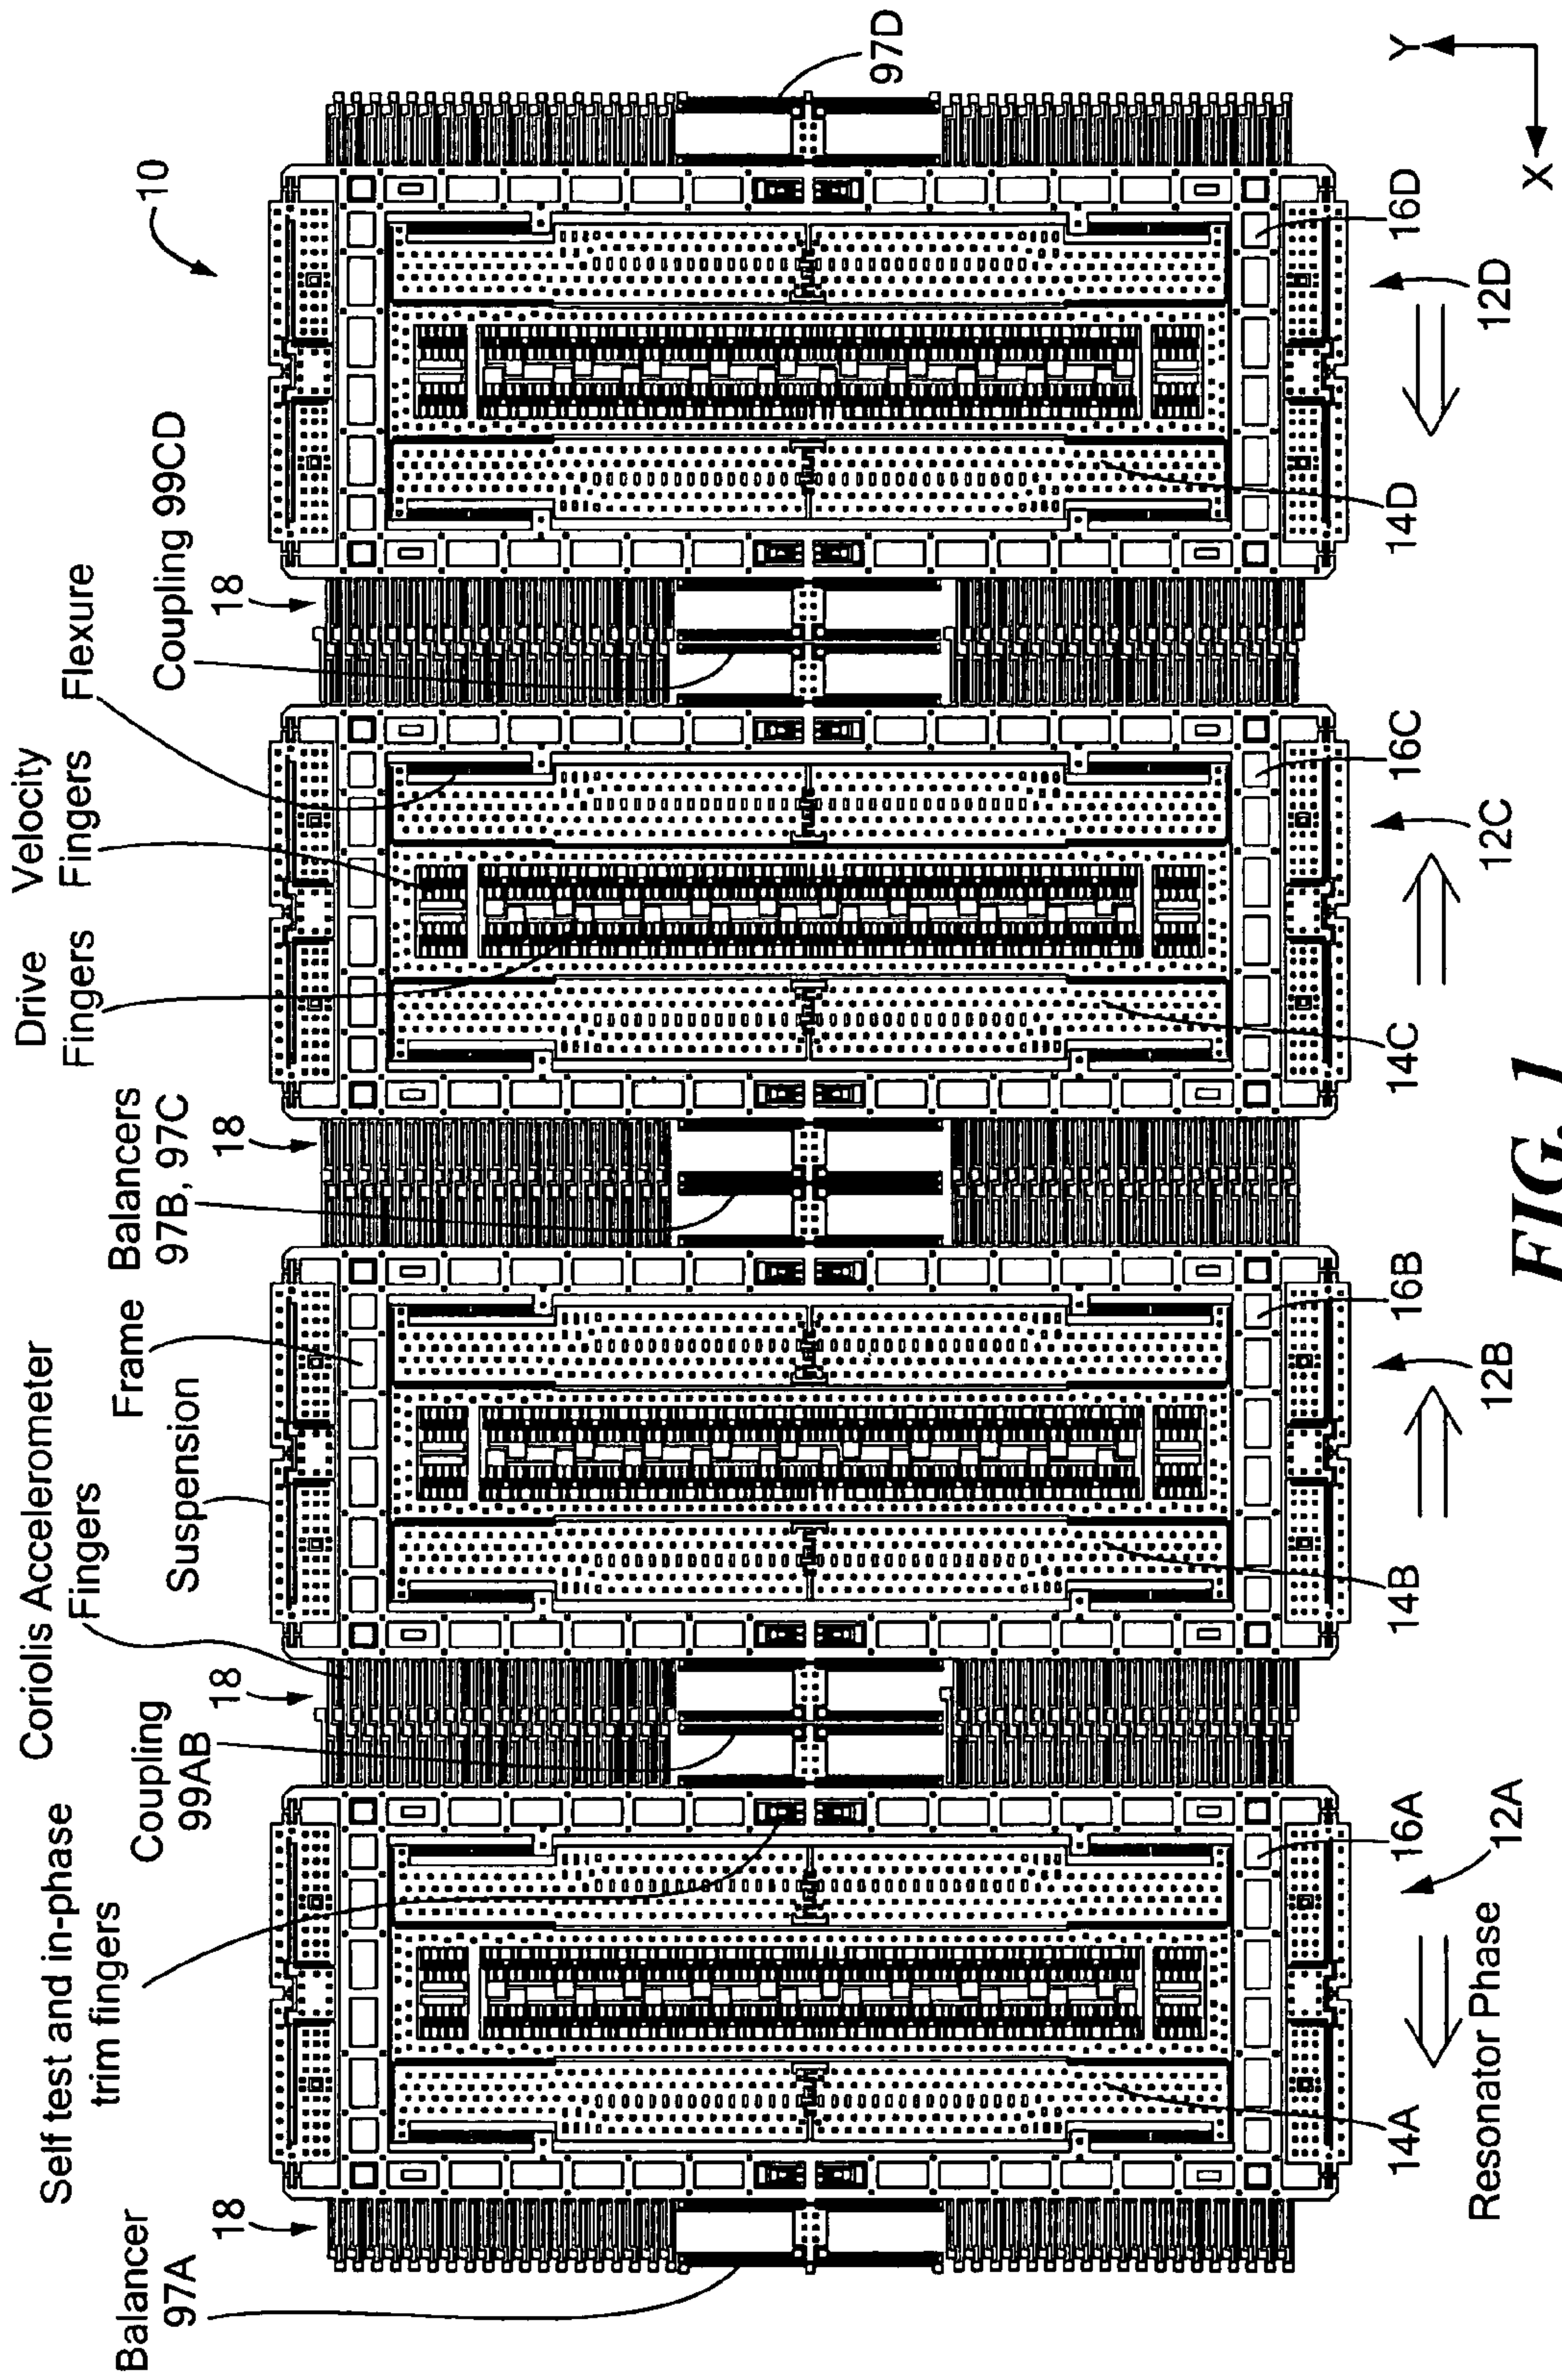 Balancer
97A
18
Self test and in-phase
trim fingers
Coupling
99AB
18
Coriolis Accelerometer
Fingers
Suspension
Frame
Balancers
97B, 97C
18
Drive
Fingers
Velocity
Fingers
Flexure
Coupling 99CD
18
10
97D
14A
16A
12A
Resonator Phase
14B
16B
12B
14C
16C
12C
14D
16D
12D
X
Y
FIG. 1